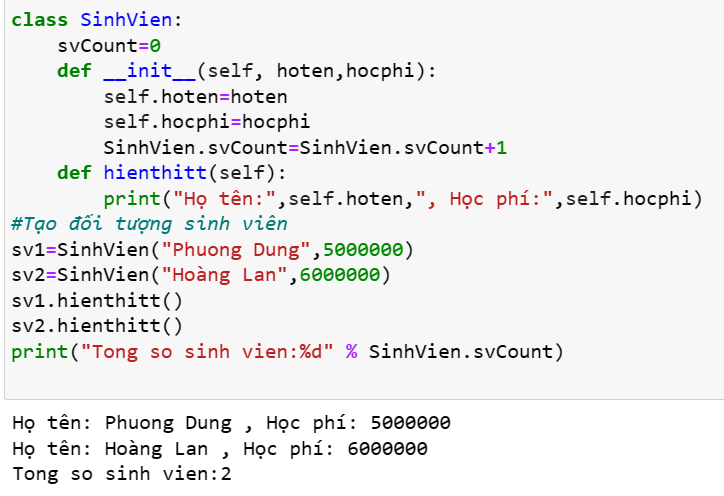 class SinhVien:
    svCount=0
    def __init__(self, hoten,hocphi):
        self.hoten=hoten
        self.hocphi=hocphi
        SinhVien.svCount=SinhVien.svCount+1
    def hienthitt(self):
        print("Họ tên:",self.hoten,", Học phí:",self.hocphi)
#Tạo đối tượng sinh viên
sv1=SinhVien("Phuong Dung",5000000)
sv2=SinhVien("Hoàng Lan",6000000)
sv1.hienthitt()
sv2.hienthitt()
print("Tong so sinh vien:%d" % SinhVien.svCount)
Họ tên: Phuong Dung , Học phí: 5000000
Họ tên: Hoàng Lan , Học phí: 6000000
Tong so sinh vien:2